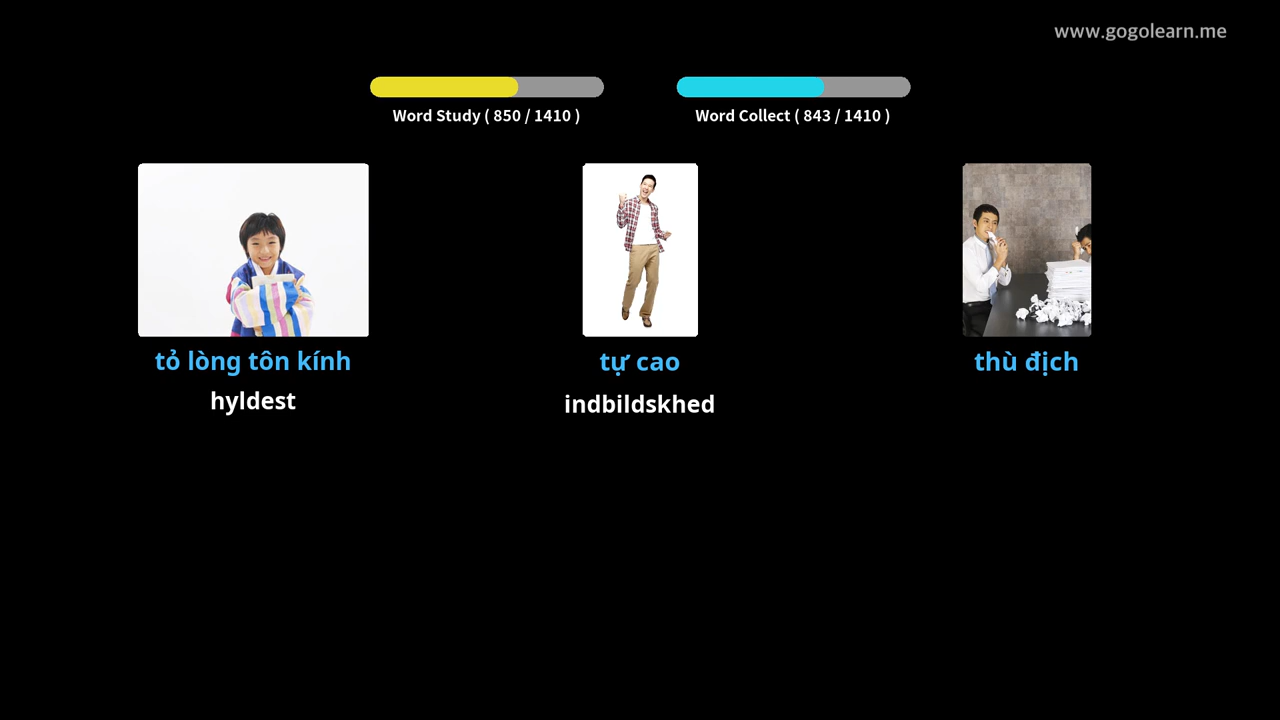 www.gogolearn.me
Word Study ( 850 / 1410 )
Word Collect ( 843 / 1410 )
tỏ lòng tôn kính
tự cao
thù địch
hyldest
indbildskhed